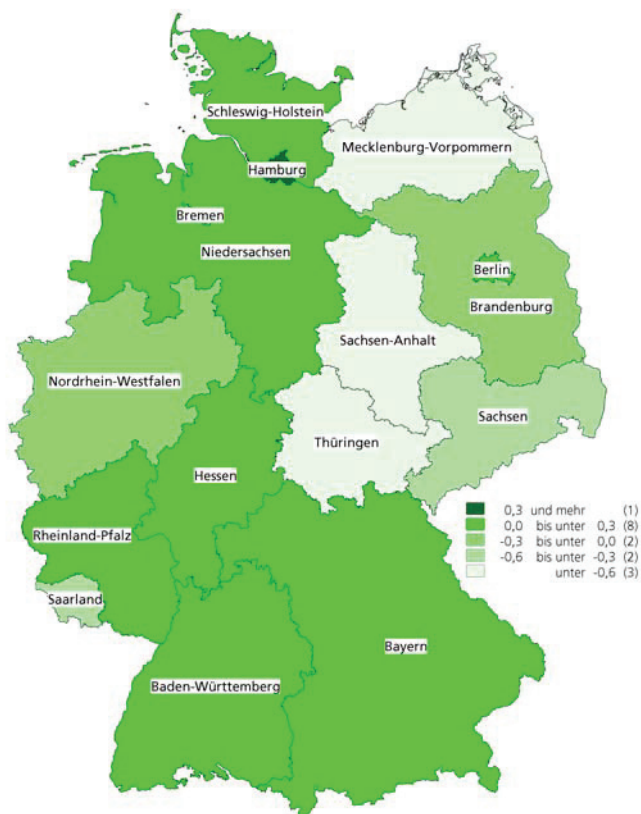 Schleswig-Holstein
Mecklenburg-Vorpommern
Hamburg
Bremen
Niedersachsen
Berlin
Brandenburg
Sachsen-Anhalt
Nordrhein-Westfalen
Sachsen
Thüringen
Hessen
0,3 und mehr (1)
0,0 bis unter 0,3 (8)
-0,3 bis unter 0,0 (2)
-0,6 bis unter -0,3 (2)
unter -0,6 (3)
Rheinland-Pfalz
Saarland
Bayern
Baden-Württemberg